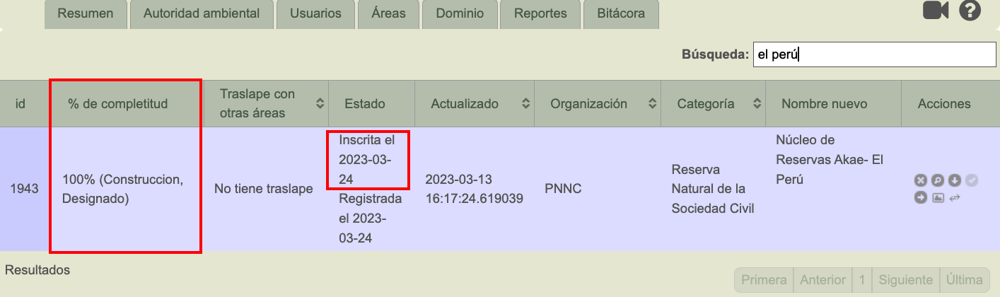 Resumen
Autoridad ambiental
Usuarios
Áreas
Dominio
Reportes
Bitácora
Búsqueda: el perú
id
% de completitud
Traslape con
otras áreas
Estado
Actualizado
Organización
Categoría
Nombre nuevo
Acciones
1943
100% (Construccion,
Designado)
No tiene traslape
Inscrita el
2023-03-
24
Registrada
el 2023-
03-24
2023-03-13
16:17:24.619039
PNNC
Reserva
Natural de la
Sociedad Civil
Núcleo de
Reservas Akae- El
Perú
Resultados
Primera
Anterior
1
Siguiente
Última